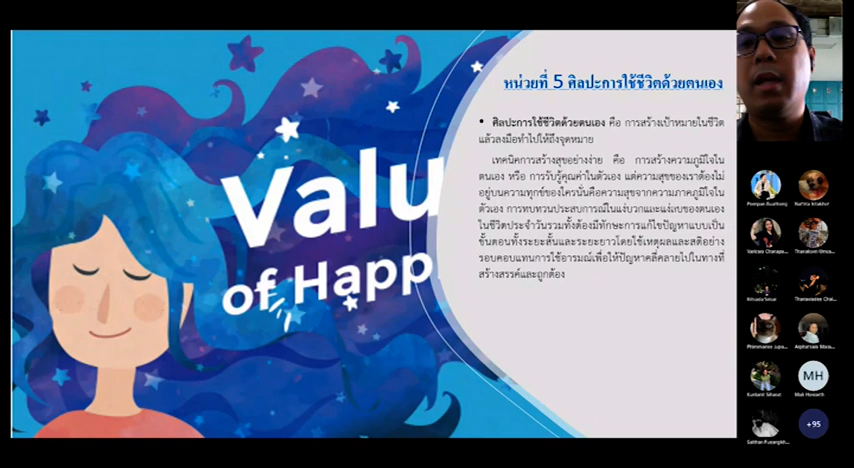 Valu
of Happ
หน่วยที่ 5 ศิลปะการใช้ชีวิตด้วยตนเอง
• ศิลปะการใช้ชีวิตด้วยตนเอง คือ การสร้างเป้าหมายในชีวิต
แล้วลงมือทำไปให้ถึงจุดหมาย
เทคนิคการสร้างสุขอย่างง่าย คือ การสร้างความภูมิใจใน
ตนเอง หรือ การรับรู้คุณค่าในตัวเอง แต่ความสุขของเราต้องไม่
อยู่บนความทุกข์ของใครนั่นคือความสุขจากความภาคภูมิใจใน
ตัวเอง การทบทวนประสบการณ์ในแง่บวกและแง่ลบของตนเอง
ในชีวิตประจำวันรวมทั้งต้องมีทักษะการแก้ไขปัญหาแบบเป็น
ขั้นตอนทั้งระยะสั้นและระยะยาวโดยใช้เหตุผลและสติอย่าง
รอบคอบแทนการใช้อารมณ์เพื่อให้ปัญหาคลี่คลายไปในทางที่
สร้างสรรค์และถูกต้อง
MH
+95